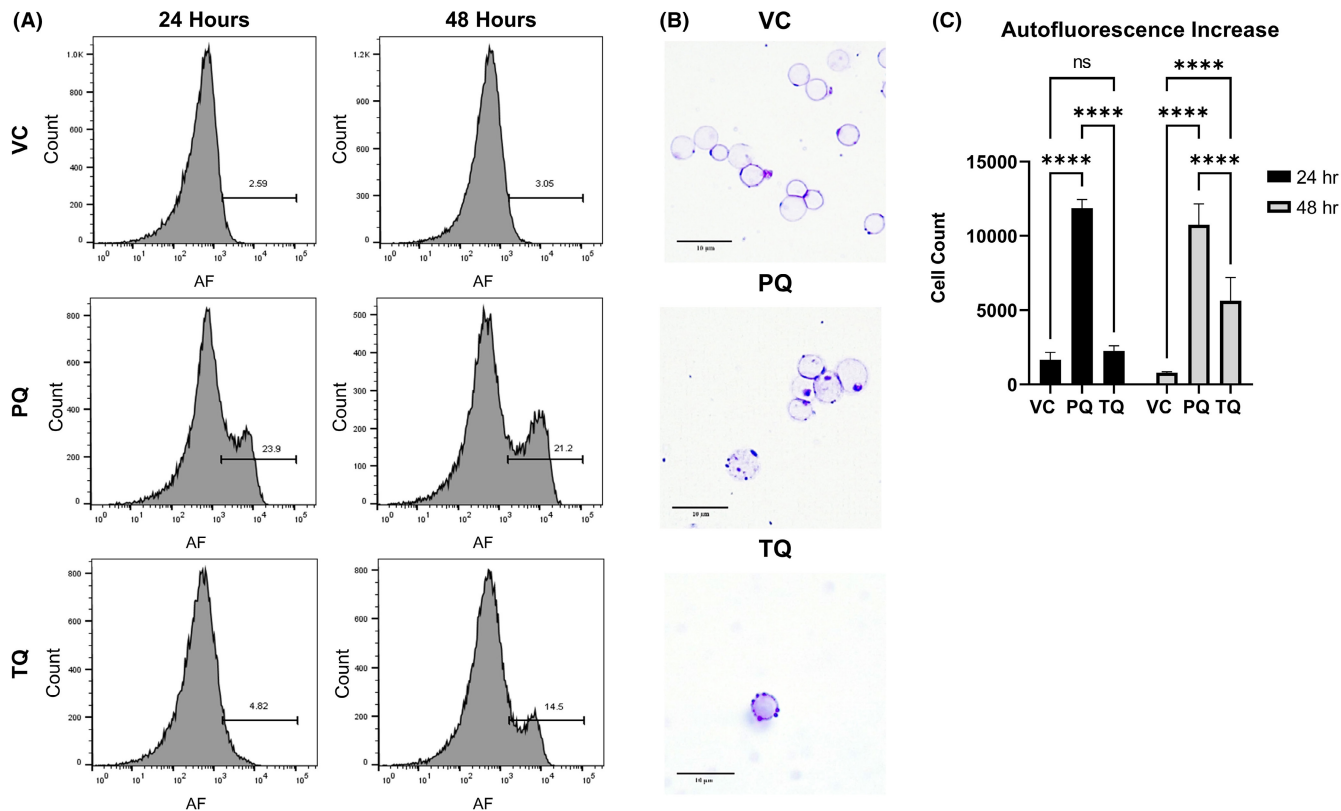 (A)
24 Hours
48 Hours
VC
Count
1.0K
800
600
400
200
0
2.59
10^0 10^1 10^2 10^3 10^4 10^5
AF
Count
1.2K
900
600
300
0
3.05
10^0 10^1 10^2 10^3 10^4 10^5
AF
PQ
Count
800
600
400
200
0
23.9
10^0 10^1 10^2 10^3 10^4 10^5
AF
Count
500
400
300
200
100
0
21.2
10^0 10^1 10^2 10^3 10^4 10^5
AF
TQ
Count
800
600
400
200
0
4.82
10^0 10^1 10^2 10^3 10^4 10^5
AF
Count
800
600
400
200
0
14.5
10^0 10^1 10^2 10^3 10^4 10^5
AF
(B)
VC
10 µm
PQ
TQ
10 µm
(C)
Autofluorescence Increase
ns
****
****
****
****
****
Cell Count
15000
10000
5000
0
VC PQ TQ
VC PQ TQ
24 hr
48 hr